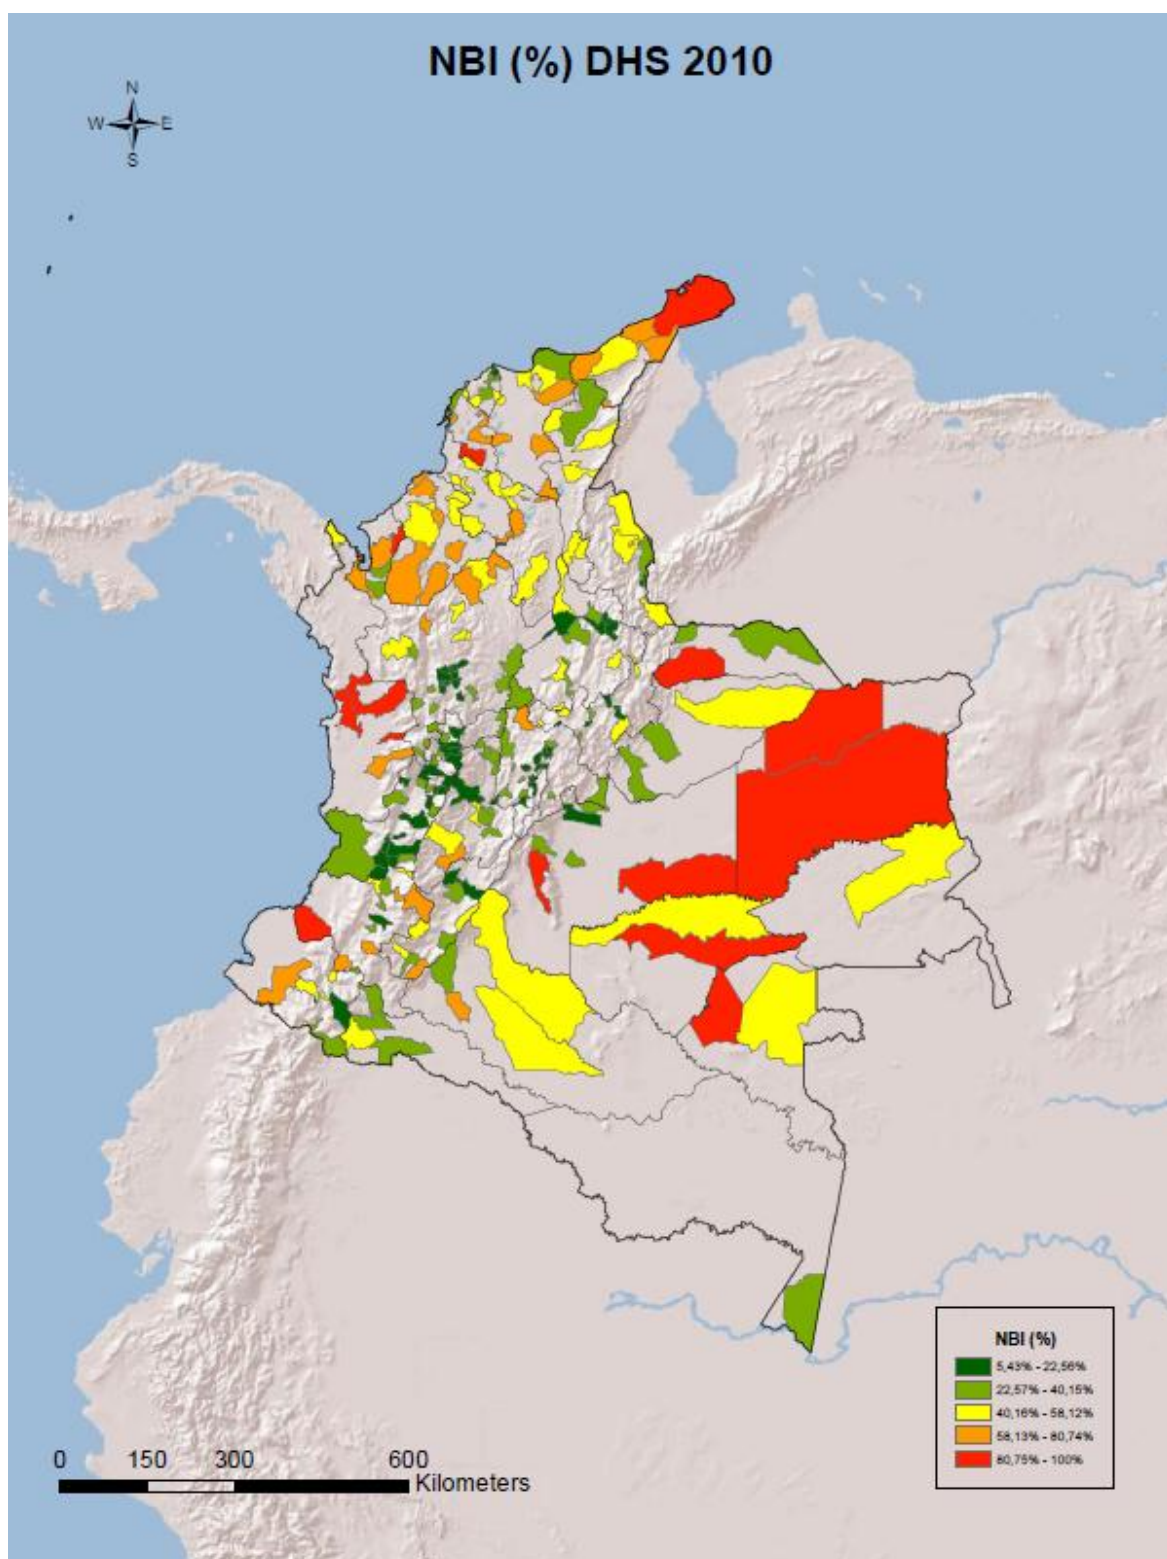 NBI (%) DHS 2010
N
W E
S
NBI (%)
5,43% - 22,56%
22,57% - 40,15%
40,16% - 58,12%
58,13% - 80,74%
80,75% - 100%
0 150 300 600
Kilometers